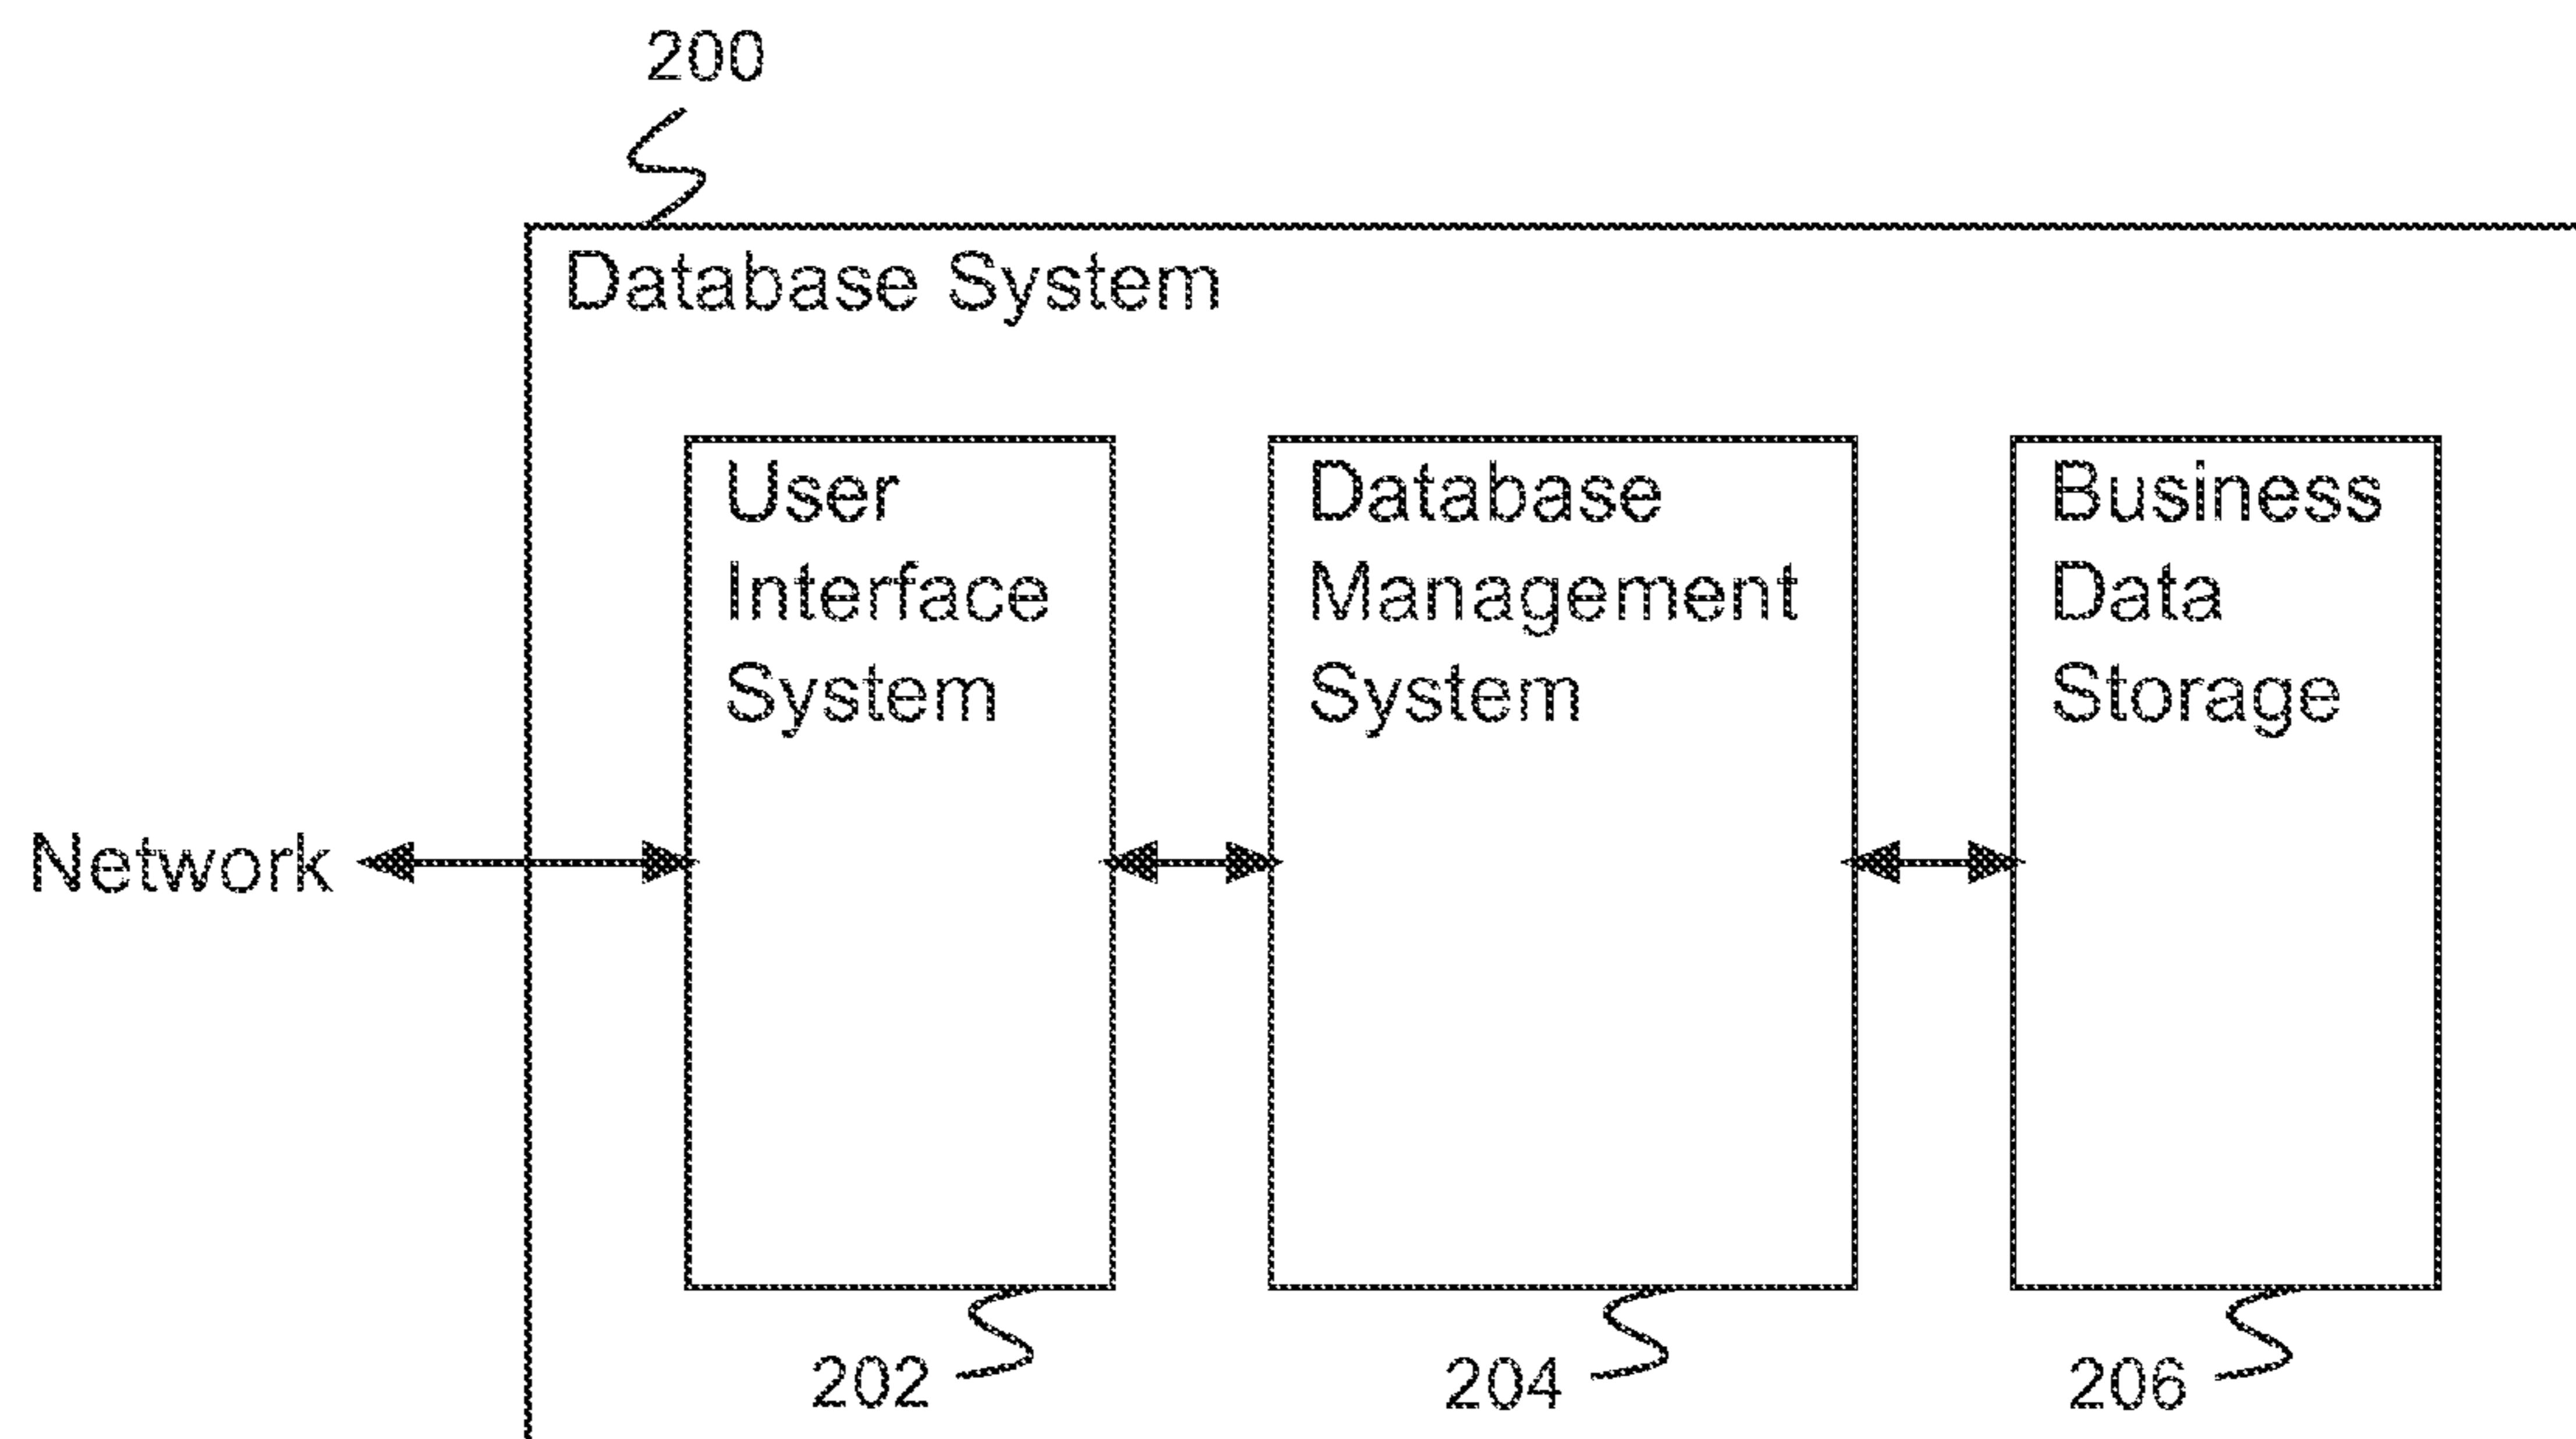 200
Database System
User
Interface
System
Database
Management
System
Business
Data
Storage
Network
202
204
206